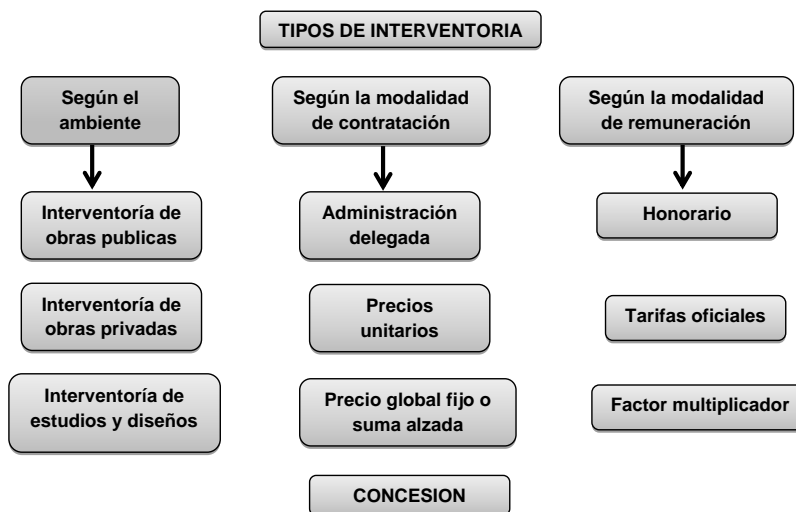 TIPOS DE INTERVENTORIA
Según el
ambiente
Interventoría de
obras publicas
Interventoría de
obras privadas
Interventoría de
estudios y diseños
Según la modalidad
de contratación
Administración
delegada
Precios
unitarios
Precio global fijo o
suma alzada
CONCESION
Según la modalidad
de remuneración
Honorario
Tarifas oficiales
Factor multiplicador